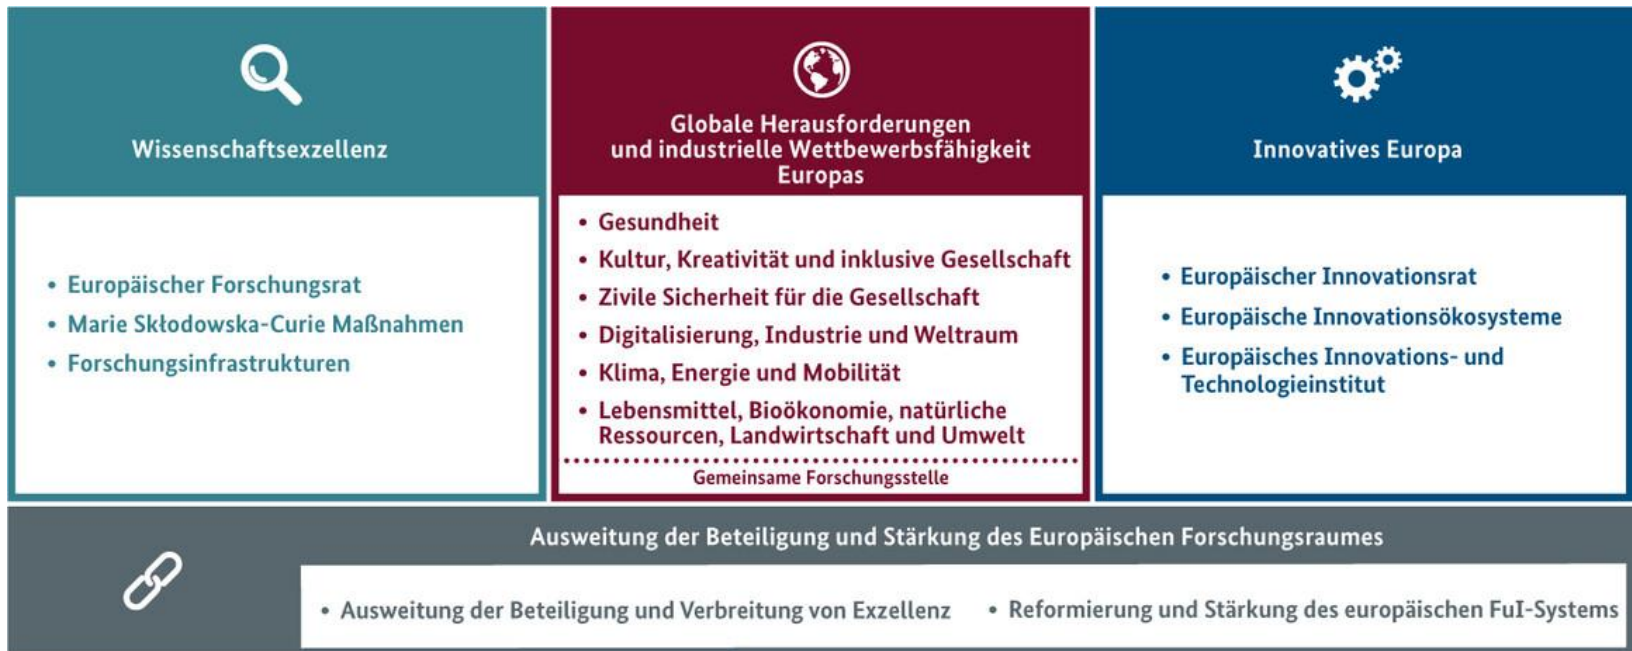 Wissenschaftsexzellenz
• Europäischer Forschungsrat
• Marie Skłodowska-Curie Maßnahmen
• Forschungsinfrastrukturen
Globale Herausforderungen
und industrielle Wettbewerbsfähigkeit
Europas
• Gesundheit
• Kultur, Kreativität und inklusive Gesellschaft
• Zivile Sicherheit für die Gesellschaft
• Digitalisierung, Industrie und Weltraum
• Klima, Energie und Mobilität
• Lebensmittel, Bioökonomie, natürliche
Ressourcen, Landwirtschaft und Umwelt
Gemeinsame Forschungsstelle
Innovatives Europa
• Europäischer Innovationsrat
• Europäische Innovationsökosysteme
• Europäisches Innovations- und
Technologieinstitut
Ausweitung der Beteiligung und Stärkung des Europäischen Forschungsraumes
• Ausweitung der Beteiligung und Verbreitung von Exzellenz
• Reformierung und Stärkung des europäischen FuI-Systems